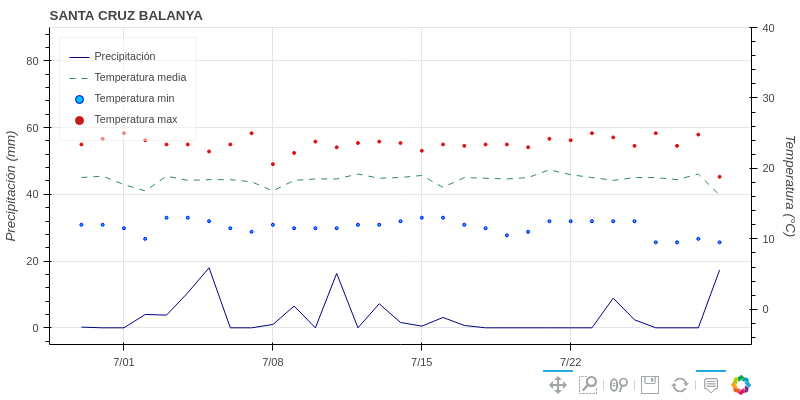 SANTA CRUZ BALANYA
Precipitación
Temperatura media
Temperatura min
Temperatura max
Precipitación (mm)
80
60
40
20
0
Temperatura (°C)
40
30
20
10
0
7/01
7/08
7/15
7/22